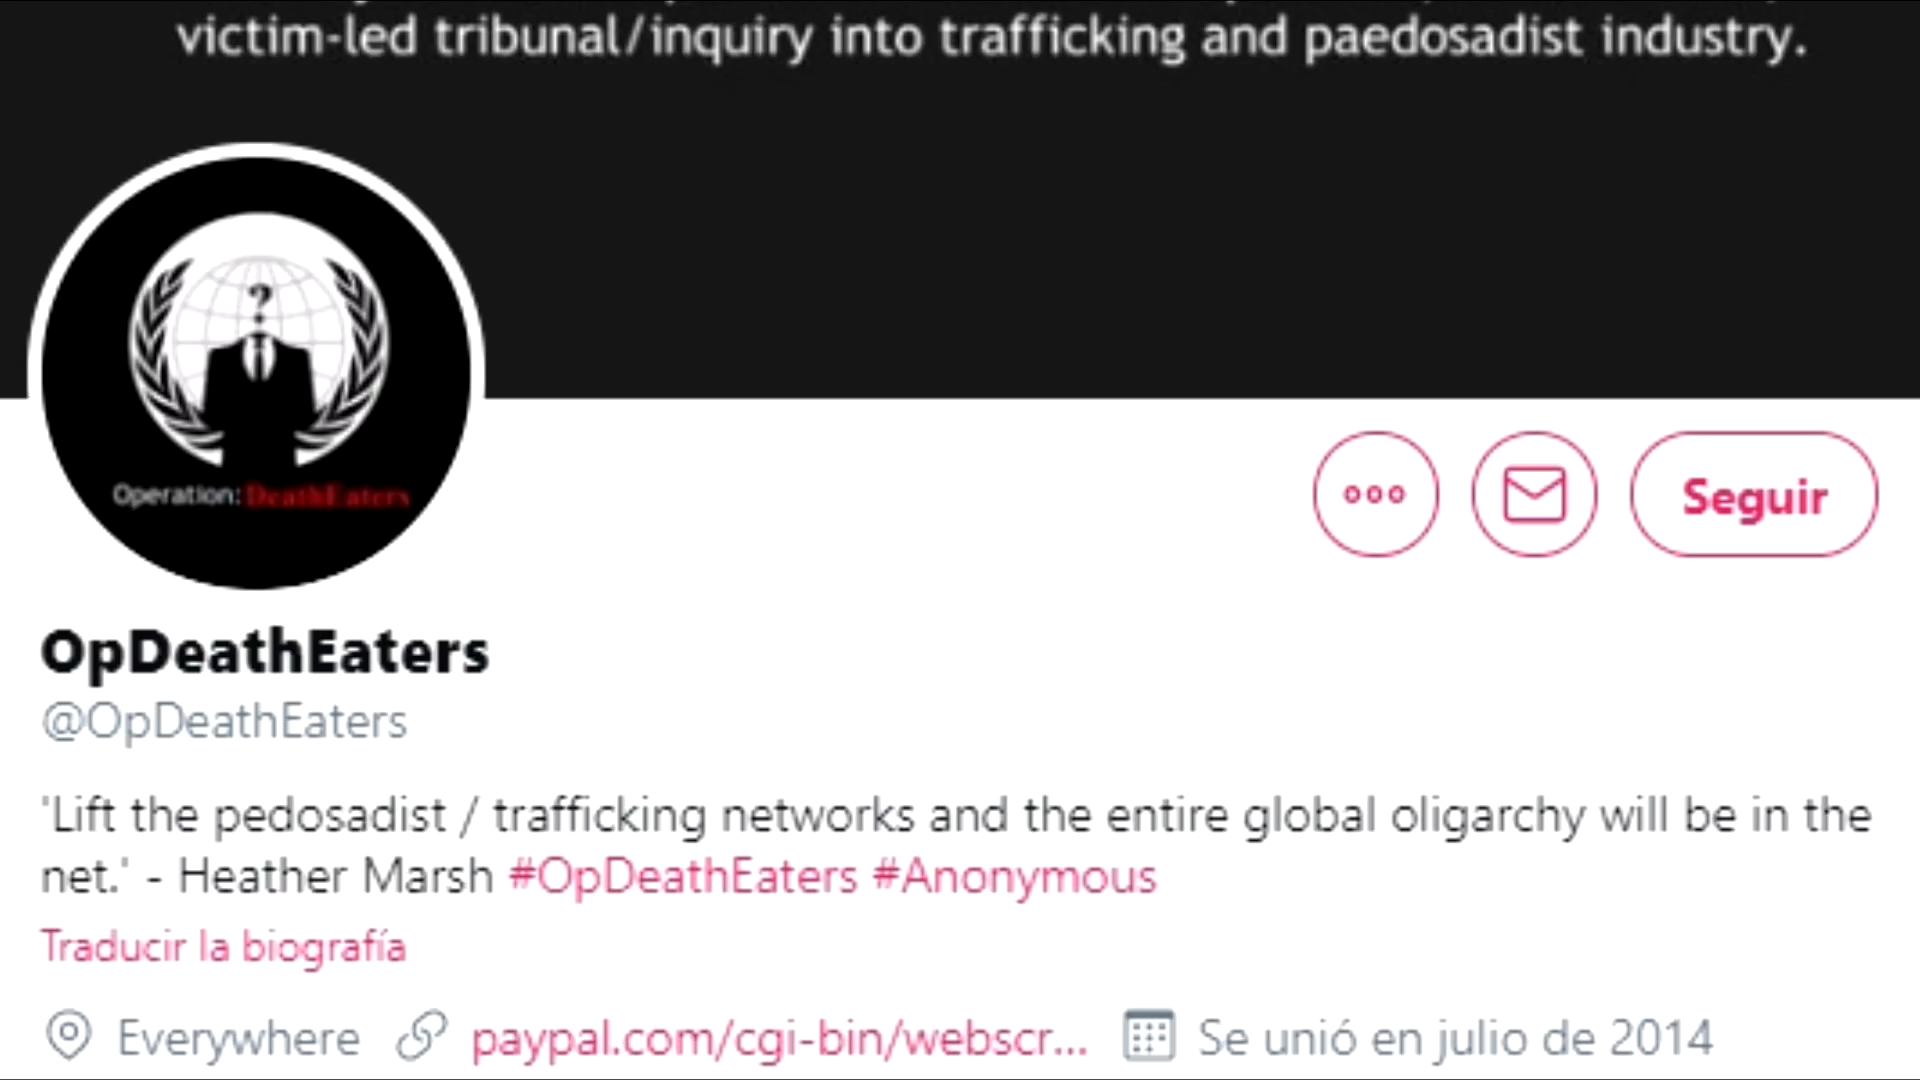 victim-led tribunal/inquiry into trafficking and paedosadist industry.
?
Operation: DeathEaters
Seguir
OpDeathEaters
@OpDeathEaters
'Lift the pedosadist / trafficking networks and the entire global oligarchy will be in the
net.' - Heather Marsh #OpDeathEaters #Anonymous
Traducir la biografía
Everywhere paypal.com/cgi-bin/webscr... Se unió en julio de 2014